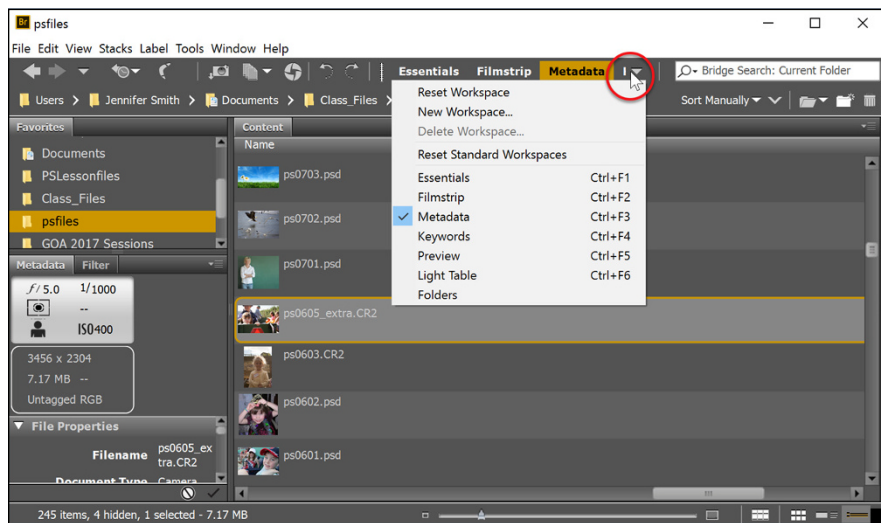 Br psfiles
File Edit View Stacks Label Tools Window Help
Essentials Filmstrip Metadata
Bridge Search: Current Folder
Users > Jennifer Smith > Documents > Class_Files >
Sort Manually
Favorites
Documents
PSLessonfiles
Class_Files
psfiles
GOA 2017 Sessions
Metadata Filter
f/ 5.0 1/1000
--
ISO400
3456 x 2304
7.17 MB --
Untagged RGB
File Properties
Filename ps0605_ex
tra.CR2
Document Type Camera
Content
Name
ps0703.psd
ps0702.psd
ps0701.psd
ps0605_extra.CR2
ps0603.CR2
ps0602.psd
ps0601.psd
Reset Workspace
New Workspace...
Delete Workspace...
Reset Standard Workspaces
Essentials Ctrl+F1
Filmstrip Ctrl+F2
Metadata Ctrl+F3
Keywords Ctrl+F4
Preview Ctrl+F5
Light Table Ctrl+F6
Folders
245 items, 4 hidden, 1 selected - 7.17 MB